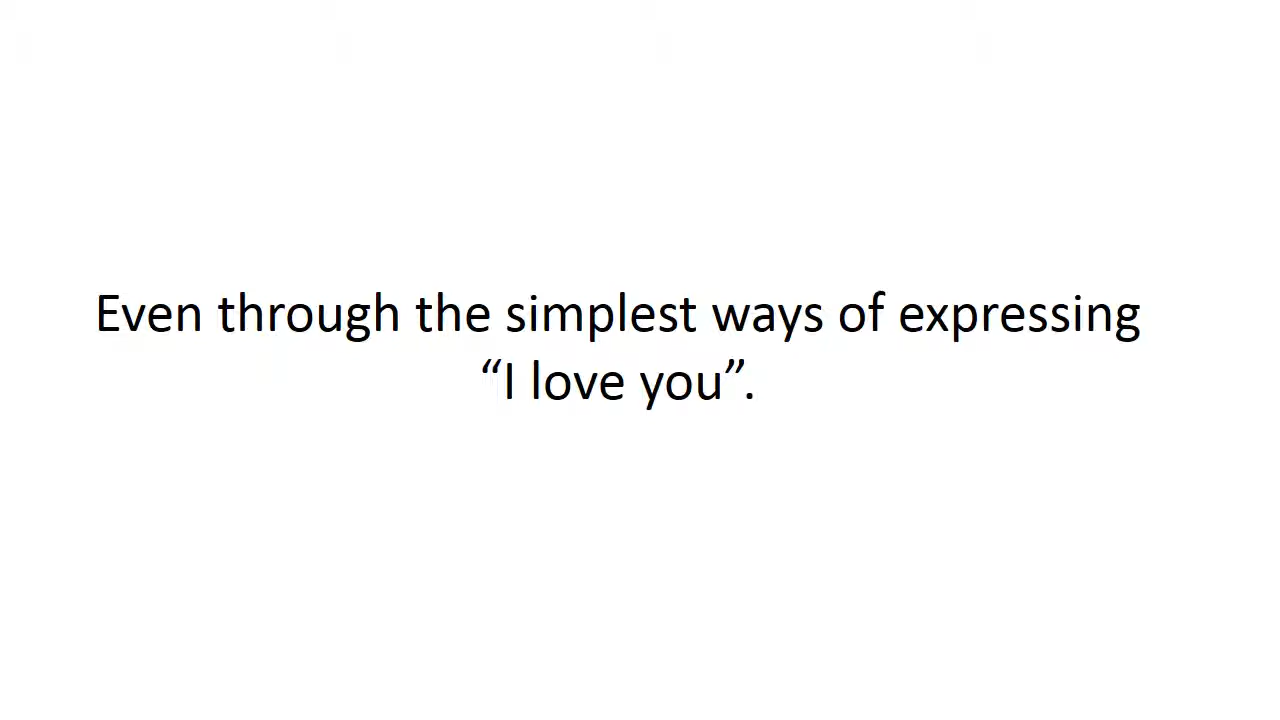 Even through the simplest ways of expressing
“I love you”.